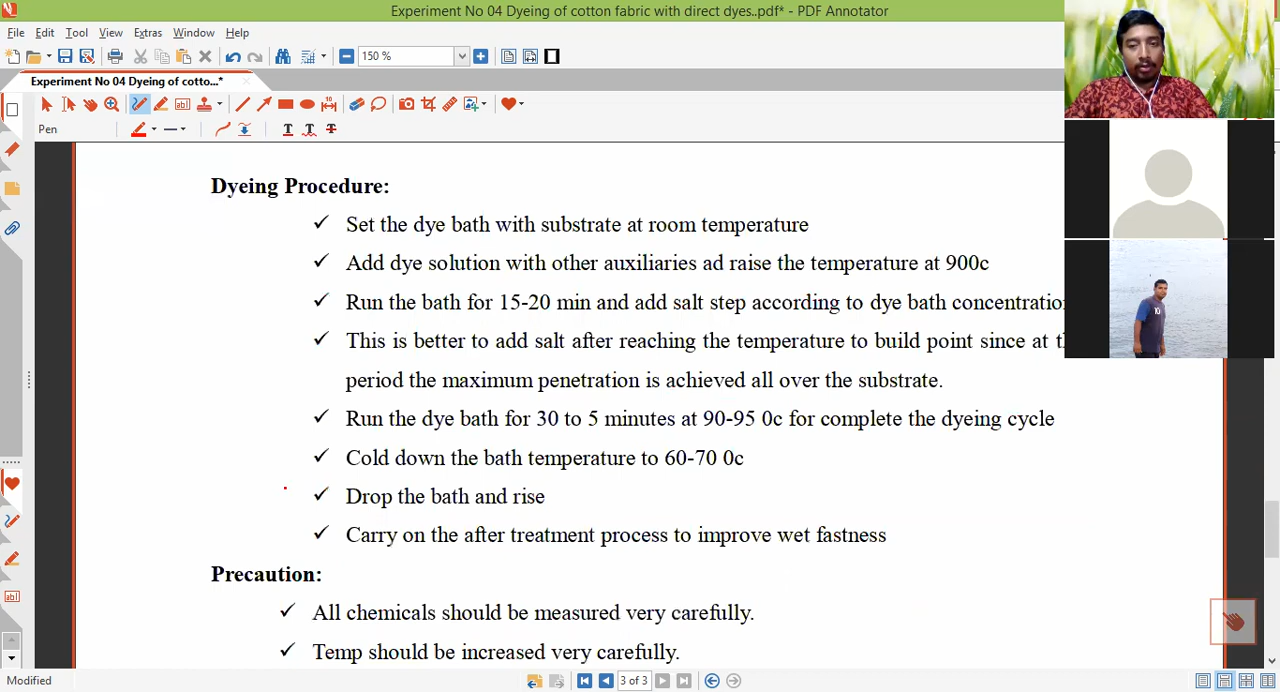 Experiment No 04 Dyeing of cotton fabric with direct dyes..pdf* - PDF Annotator
File Edit Tool View Extras Window Help
150 %
Experiment No 04 Dyeing of cotto...*
Pen
Dyeing Procedure:
✓ Set the dye bath with substrate at room temperature
✓ Add dye solution with other auxiliaries ad raise the temperature at 900c
✓ Run the bath for 15-20 min and add salt step according to dye bath concentratio
✓ This is better to add salt after reaching the temperature to build point since at t
period the maximum penetration is achieved all over the substrate.
✓ Run the dye bath for 30 to 5 minutes at 90-95 0c for complete the dyeing cycle
✓ Cold down the bath temperature to 60-70 0c
✓ Drop the bath and rise
✓ Carry on the after treatment process to improve wet fastness
Precaution:
✓ All chemicals should be measured very carefully.
✓ Temp should be increased very carefully.
Modified
3 of 3